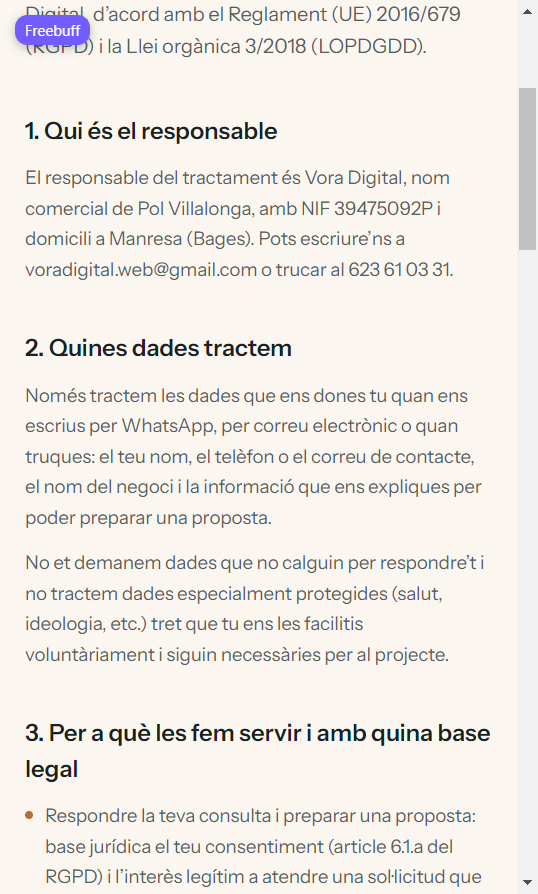 Digital, d’acord amb el Reglament (UE) 2016/679
Freebuff
(RGPD) i la Llei orgànica 3/2018 (LOPDGDD).
1. Qui és el responsable
El responsable del tractament és Vora Digital, nom
comercial de Pol Villalonga, amb NIF 39475092P i
domicili a Manresa (Bages). Pots escriure’ns a
voradigital.web@gmail.com o trucar al 623 61 03 31.
2. Quines dades tractem
Només tractem les dades que ens dones tu quan ens
escrius per WhatsApp, per correu electrònic o quan
truques: el teu nom, el telèfon o el correu de contacte,
el nom del negoci i la informació que ens expliques per
poder preparar una proposta.
No et demanem dades que no calguin per respondre’t i
no tractem dades especialment protegides (salut,
ideologia, etc.) tret que tu ens les facilitis
voluntàriament i siguin necessàries per al projecte.
3. Per a què les fem servir i amb quina base
legal
Respondre la teva consulta i preparar una proposta:
base jurídica el teu consentiment (article 6.1.a del
RGPD) i l’interès legítim a atendre una sol·licitud que